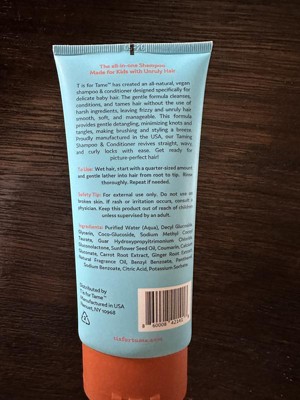 The all-in-one Shampoo
Made for Kids with Unruly Hair
T is for Tame™ has created an all-natural, vegan
shampoo & conditioner designed specifically for
delicate baby hair. The gentle formula cleanses,
conditions, and tames hair without the use of
harsh ingredients, leaving frizzy and unruly hair
smooth, soft, and manageable. This Formula
provides gentle detangling, minimizing knots and
tangles, making brushing and styling a breeze.
Proudly manufactured in the USA, our Taming
Shampoo & Conditioner revives straight, wavy,
and curly locks with ease. Get ready for
picture-perfect hair!
To Use: Wet hair, start with a quarter-sized amount
and gentle lather into hair from root to tip. Rinse
thoroughly. Repeat if needed.
Safety Tip: For external use only. Do not use on
broken skin. If rash or irritation occurs, consult a
physician. Keep this product out of reach of children
unless supervised by an adult.
Ingredients: Purified Water (Aqua), Decyl Glucoside,
Glycerin, Coco-Glucoside, Sodium Methyl Cocoyl
Taurate, Guar Hydroxypropyltrimonium Chloride,
Gluconolactone, Sunflower Seed Oil, Coumarin, Calcium
Gluconate, Carrot Root Extract, Ginger Root Extract,
Natural Fragrance Oil, Benzyl Benzoate,
Sodium Benzoate, Citric Acid, Potassium Sorbate
Distributed by
T is for Tame™
Manufactured in USA
NY 10968